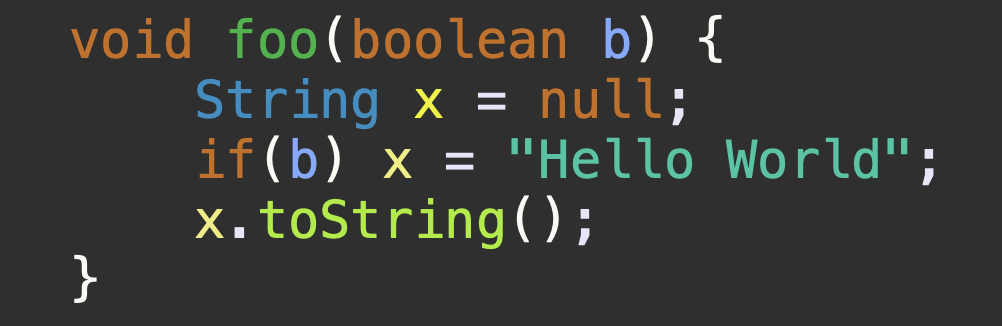 void foo(boolean b) {
    String x = null;
    if(b) x = "Hello World";
    x.toString();
}